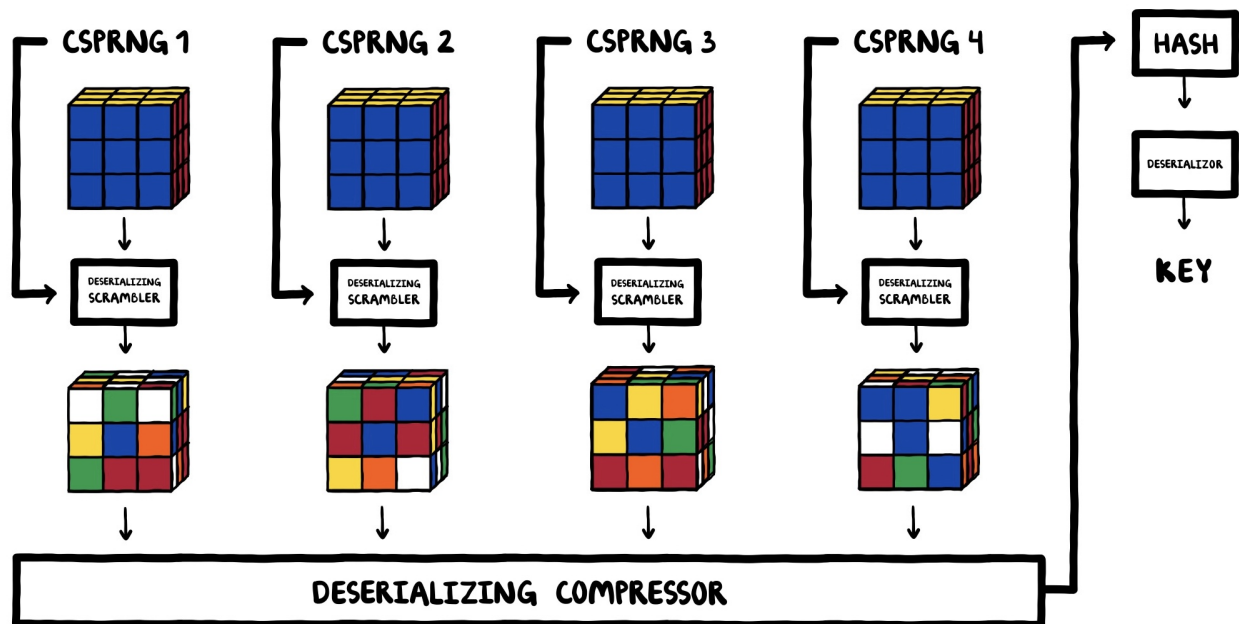 CSPRNG 1
CSPRNG 2
CSPRNG 3
CSPRNG 4
HASH
DESERIALIZOR
KEY
DESERIALIZING
SCRAMBLER
DESERIALIZING
SCRAMBLER
DESERIALIZING
SCRAMBLER
DESERIALIZING
SCRAMBLER
DESERIALIZING COMPRESSOR